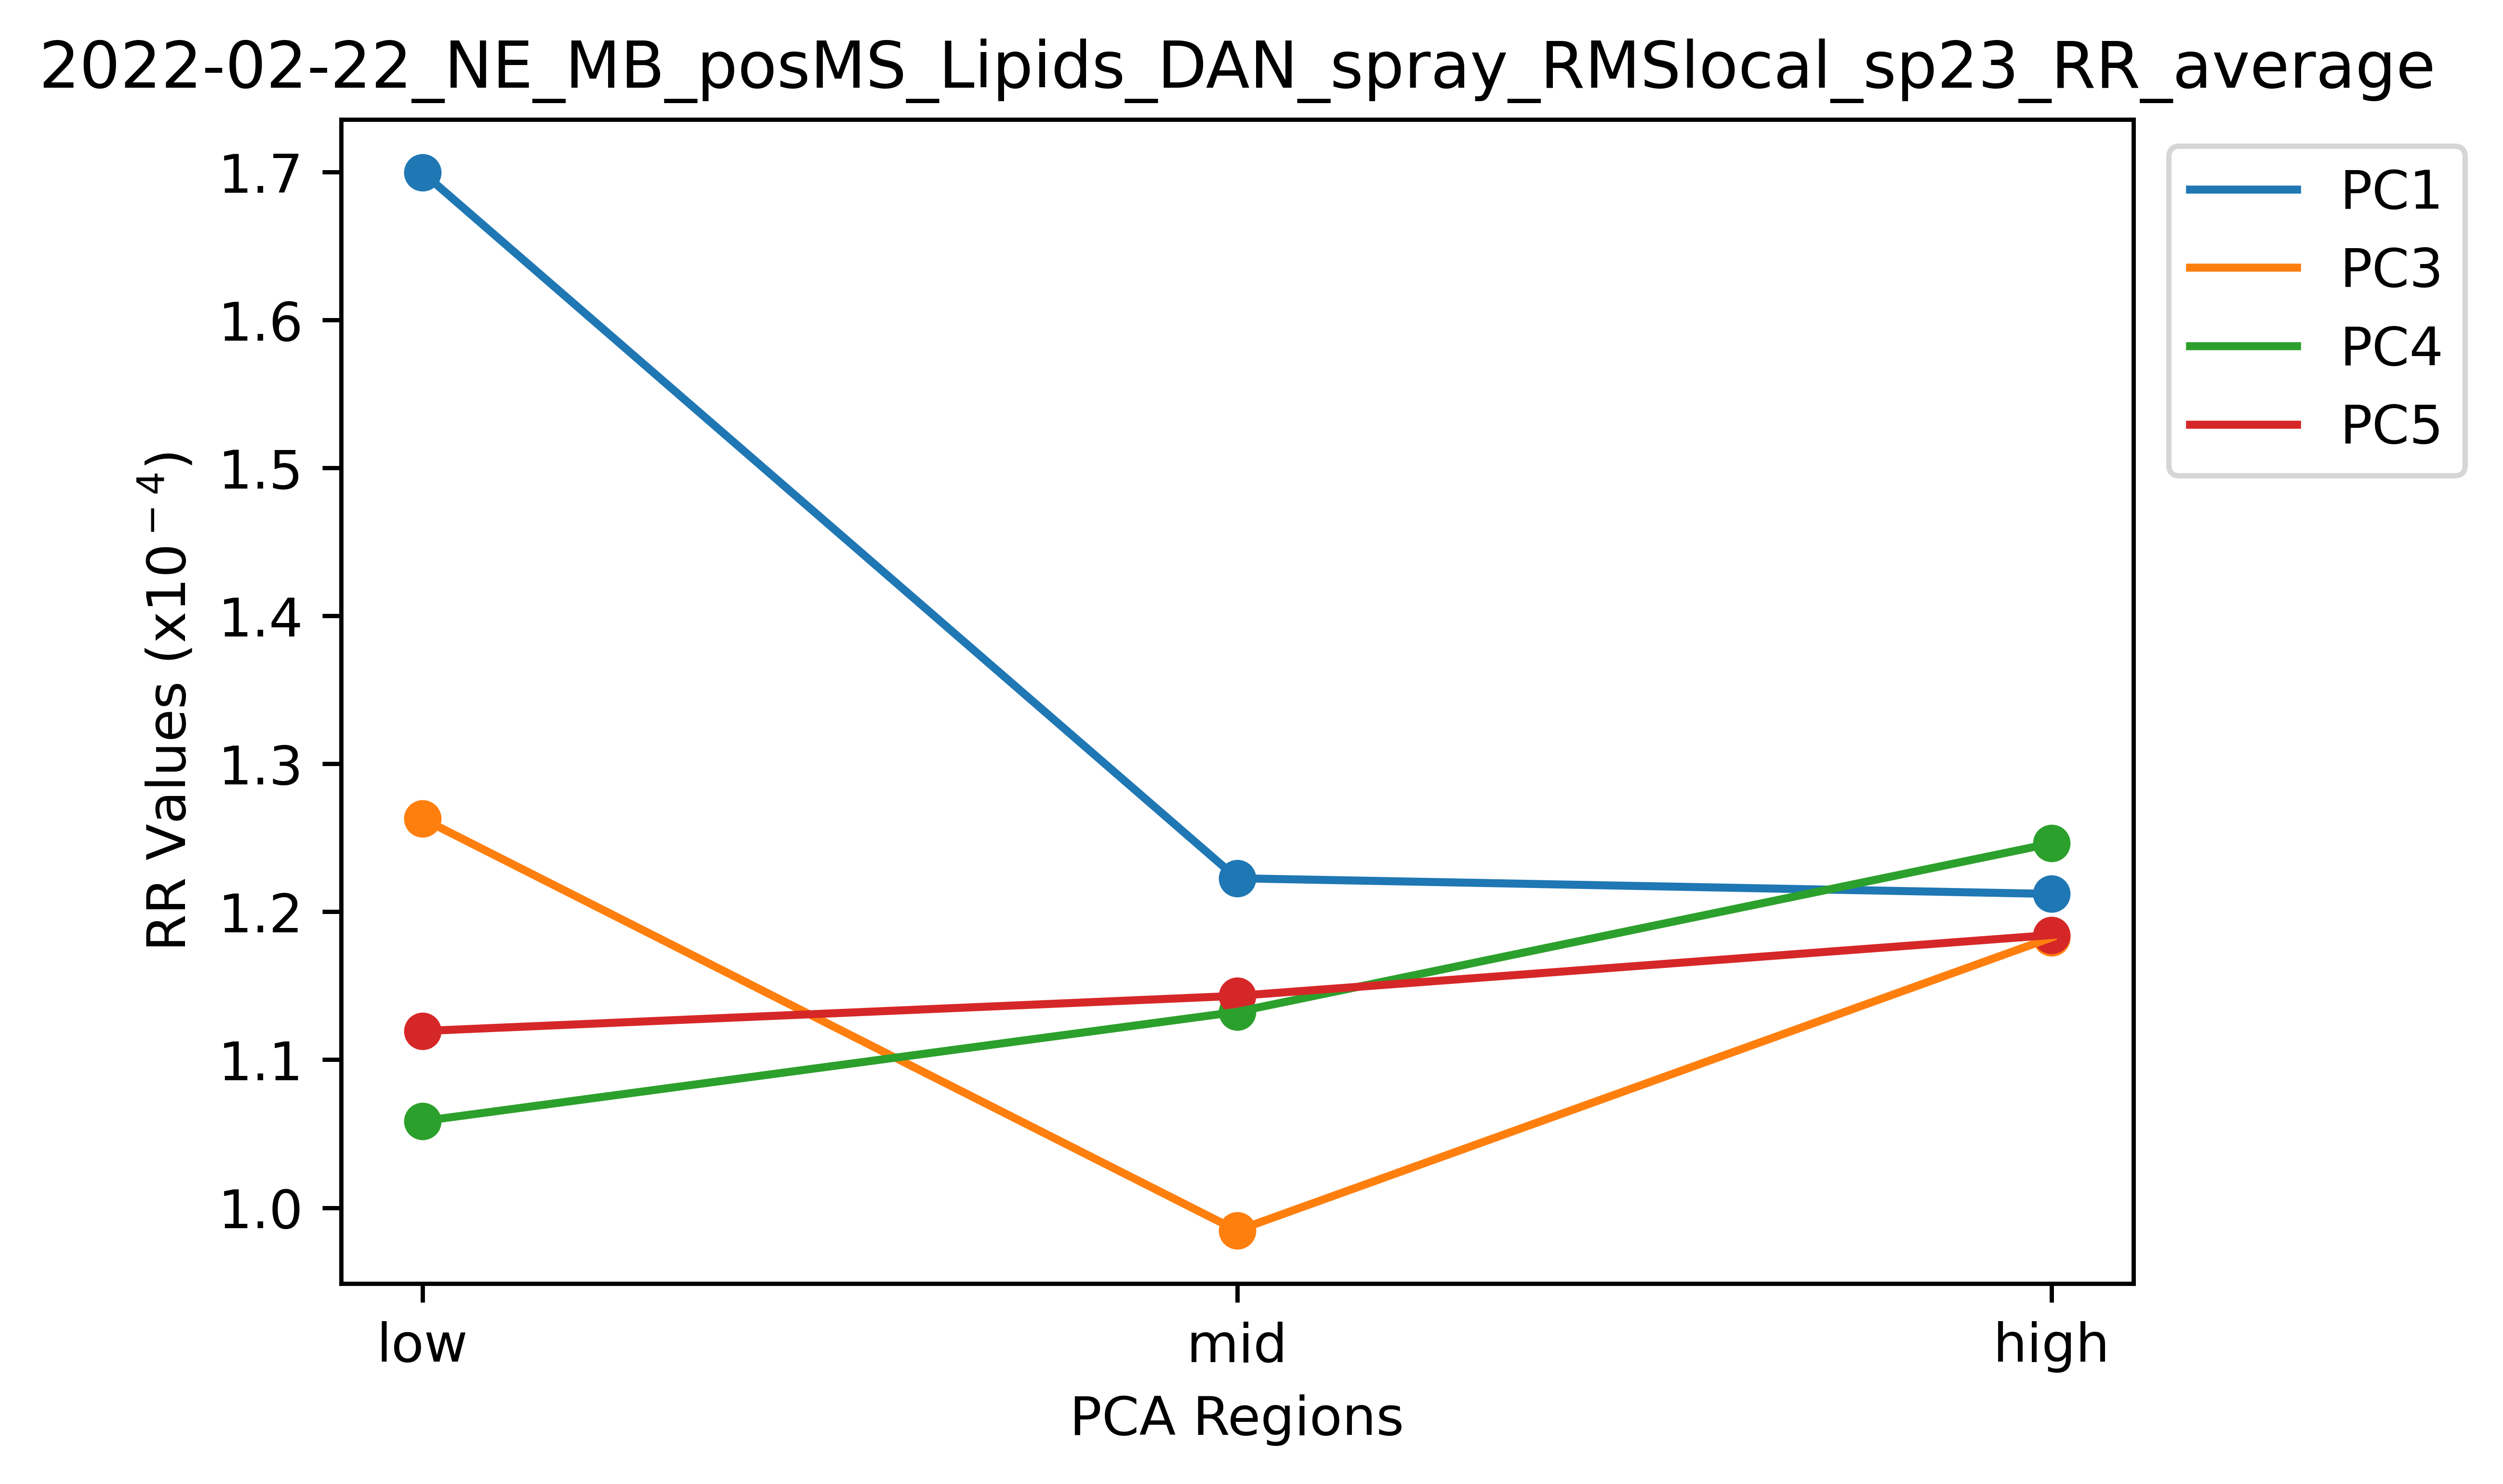 2022-02-22_NE_MB_posMS_Lipids_DAN_spray_RMSlocal_sp23_RR_average
RR Values (x10⁻⁴)
1.7
1.6
1.5
1.4
1.3
1.2
1.1
1.0
low
mid
high
PCA Regions
PC1
PC3
PC4
PC5